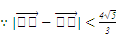 ∵ |□□ − □□| < 4√3/3